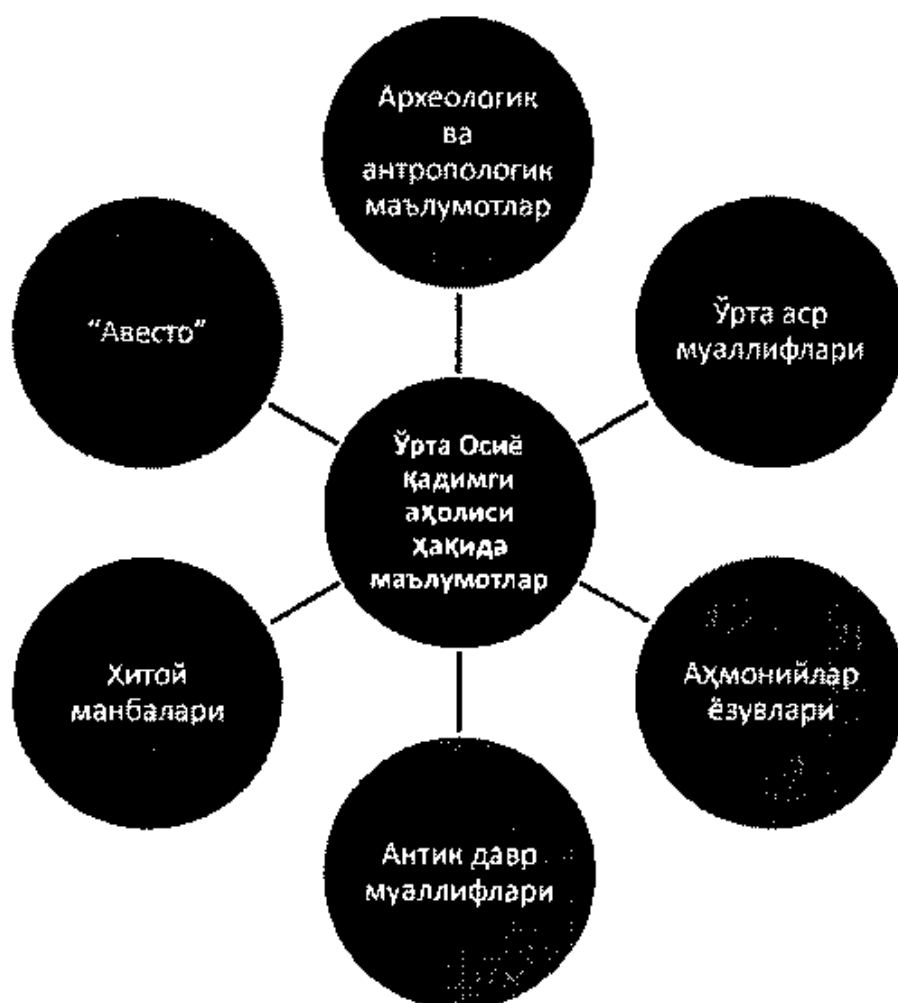 Археологик
ва
антропологик
маълумотлар
“Авесто”
Ўрта аср
муаллифлари
Ўрта Осиё
қадимги
аҳолиси
ҳақида
маълумотлар
Хитой
манбалари
Аҳмонийлар
ёзувлари
Антик давр
муаллифлари